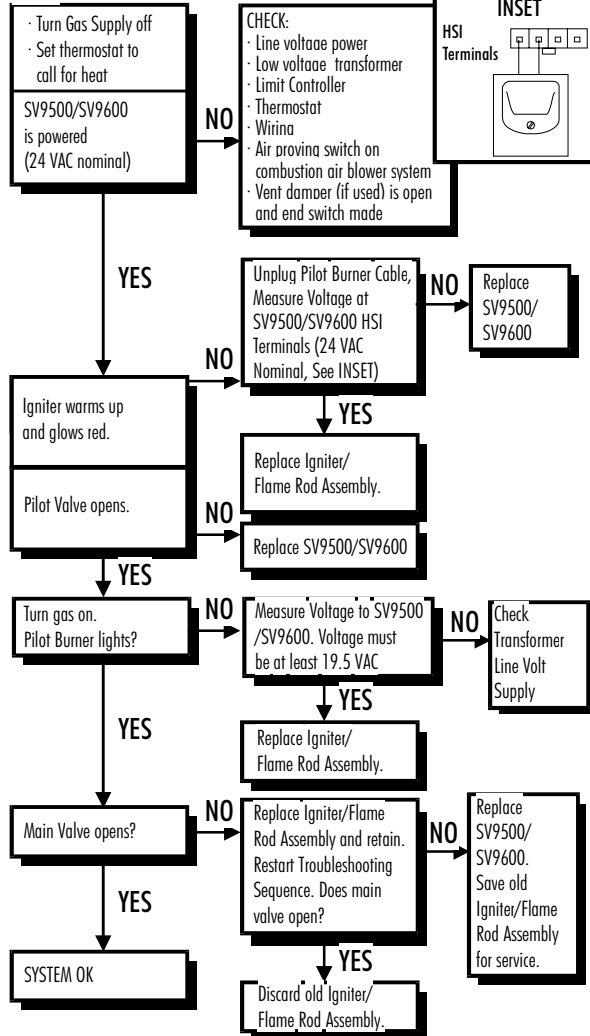 · Turn Gas Supply off
· Set thermostat to
call for heat
SV9500/SV9600
is powered
(24 VAC nominal)
NO
CHECK:
· Line voltage power
· Low voltage transformer
· Limit Controller
· Thermostat
· Wiring
· Air proving switch on
combustion air blower system
· Vent damper (if used) is open
and end switch made
INSET
HSI
Terminals
YES
Unplug Pilot Burner Cable,
Measure Voltage at
SV9500/SV9600 HSI
Terminals (24 VAC
Nominal, See INSET)
NO
Replace
SV9500/
SV9600
NO
Igniter warms up
and glows red.
YES
Replace Igniter/
Flame Rod Assembly.
Pilot Valve opens.
NO
Replace SV9500/SV9600
YES
Turn gas on.
Pilot Burner lights?
NO
Measure Voltage to SV9500
/SV9600. Voltage must
be at least 19.5 VAC
NO
Check
Transformer
Line Volt
Supply
YES
YES
Replace Igniter/
Flame Rod Assembly.
Main Valve opens?
NO
Replace Igniter/Flame
Rod Assembly and retain.
Restart Troubleshooting
Sequence. Does main
valve open?
NO
Replace
SV9500/
SV9600.
Save old
Igniter/Flame
Rod Assembly
for service.
YES
SYSTEM OK
YES
Discard old Igniter/
Flame Rod Assembly.